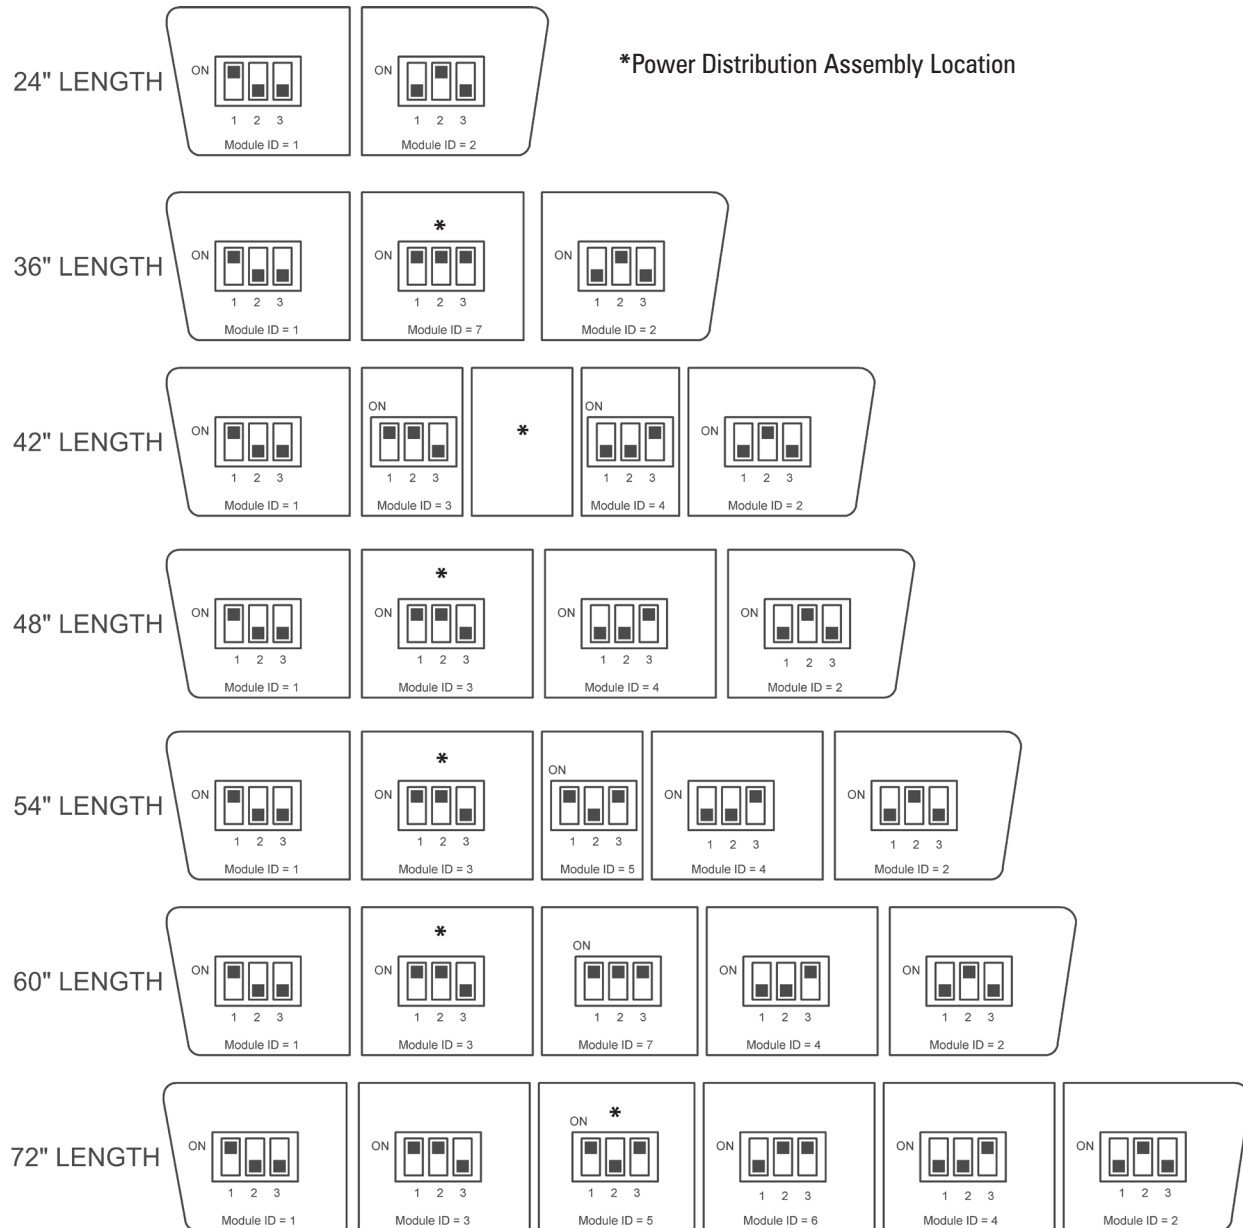 *Power Distribution Assembly Location
24" LENGTH
ON
1 2 3
Module ID = 1
ON
1 2 3
Module ID = 2
36" LENGTH
ON
1 2 3
Module ID = 1
*
ON
1 2 3
Module ID = 7
ON
1 2 3
Module ID = 2
42" LENGTH
ON
1 2 3
Module ID = 1
ON
1 2 3
Module ID = 3
*
ON
1 2 3
Module ID = 4
ON
1 2 3
Module ID = 2
48" LENGTH
ON
1 2 3
Module ID = 1
*
ON
1 2 3
Module ID = 3
ON
1 2 3
Module ID = 4
ON
1 2 3
Module ID = 2
54" LENGTH
ON
1 2 3
Module ID = 1
*
ON
1 2 3
Module ID = 3
ON
1 2 3
Module ID = 5
ON
1 2 3
Module ID = 4
ON
1 2 3
Module ID = 2
60" LENGTH
ON
1 2 3
Module ID = 1
*
ON
1 2 3
Module ID = 3
ON
1 2 3
Module ID = 7
ON
1 2 3
Module ID = 4
ON
1 2 3
Module ID = 2
72" LENGTH
ON
1 2 3
Module ID = 1
ON
1 2 3
Module ID = 3
*
ON
1 2 3
Module ID = 5
ON
1 2 3
Module ID = 6
ON
1 2 3
Module ID = 4
ON
1 2 3
Module ID = 2